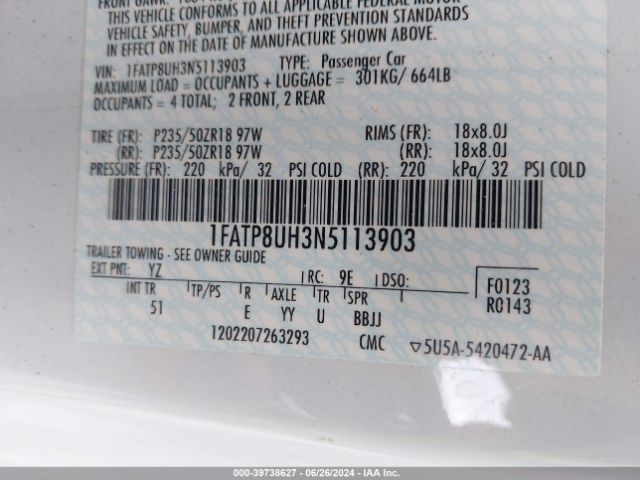 THIS VEHICLE CONFORMS TO ALL APPLICABLE FEDERAL MOTOR
VEHICLE SAFETY, BUMPER, AND THEFT PREVENTION STANDARDS
IN EFFECT ON THE DATE OF MANUFACTURE SHOWN ABOVE.
VIN: 1FATP8UH3N5113903 TYPE: Passenger Car
MAXIMUM LOAD = OCCUPANTS + LUGGAGE = 301KG/ 664LB
OCCUPANTS = 4 TOTAL; 2 FRONT, 2 REAR
TIRE (FR): P235/50ZR18 97W RIMS (FR): 18x8.0J
(RR): P235/50ZR18 97W (RR): 18x8.0J
PRESSURE (FR): 220 kPa/ 32 PSI COLD (RR): 220 kPa/ 32 PSI COLD
1FATP8UH3N5113903
TRAILER TOWING - SEE OWNER GUIDE
EXT PNT: YZ RC: 9E DSO: F0123
INT TR TP/PS R AXLE TR SPR R0143
51 E YY U BBJJ
1202207263293 CMC ▽5U5A-5420472-AA
000-39738627 - 06/26/2024 - IAAI.COM